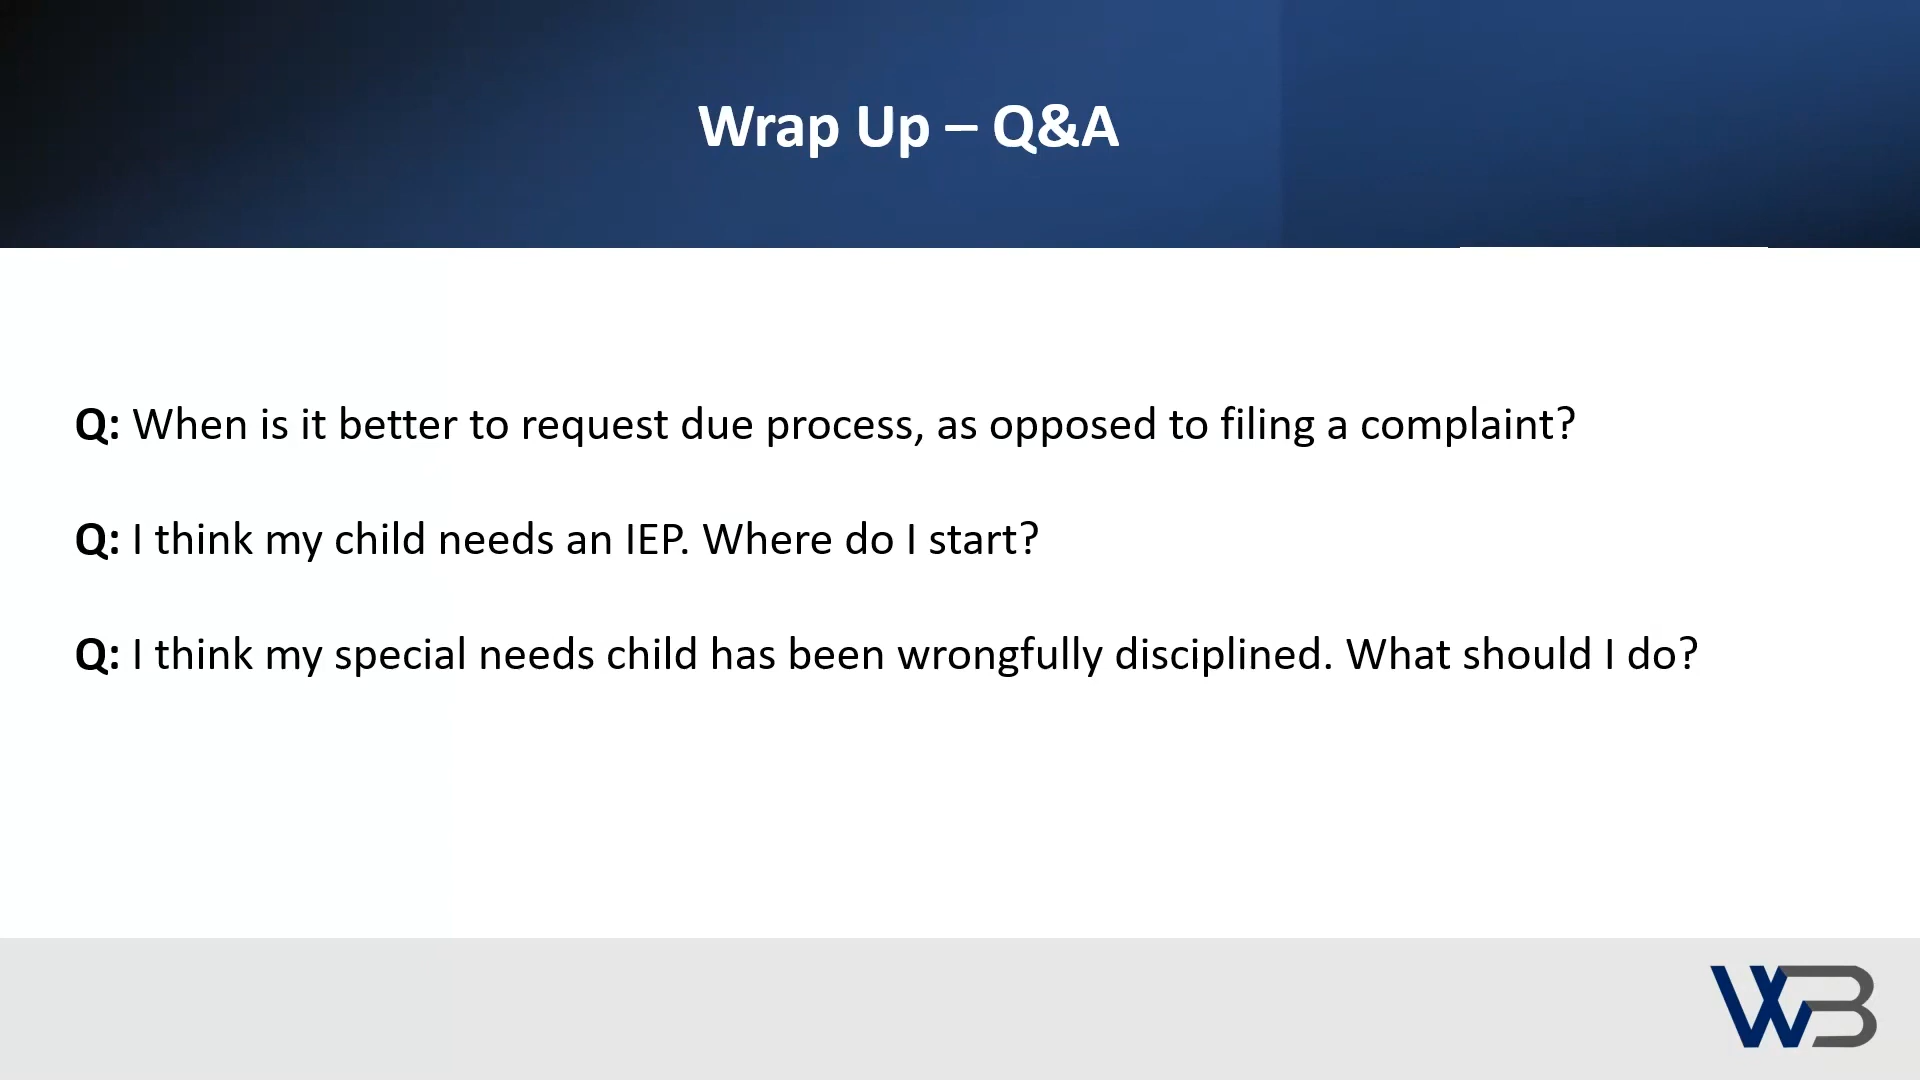 Wrap Up – Q&A
Q: When is it better to request due process, as opposed to filing a complaint?
Q: I think my child needs an IEP. Where do I start?
Q: I think my special needs child has been wrongfully disciplined. What should I do?
WB